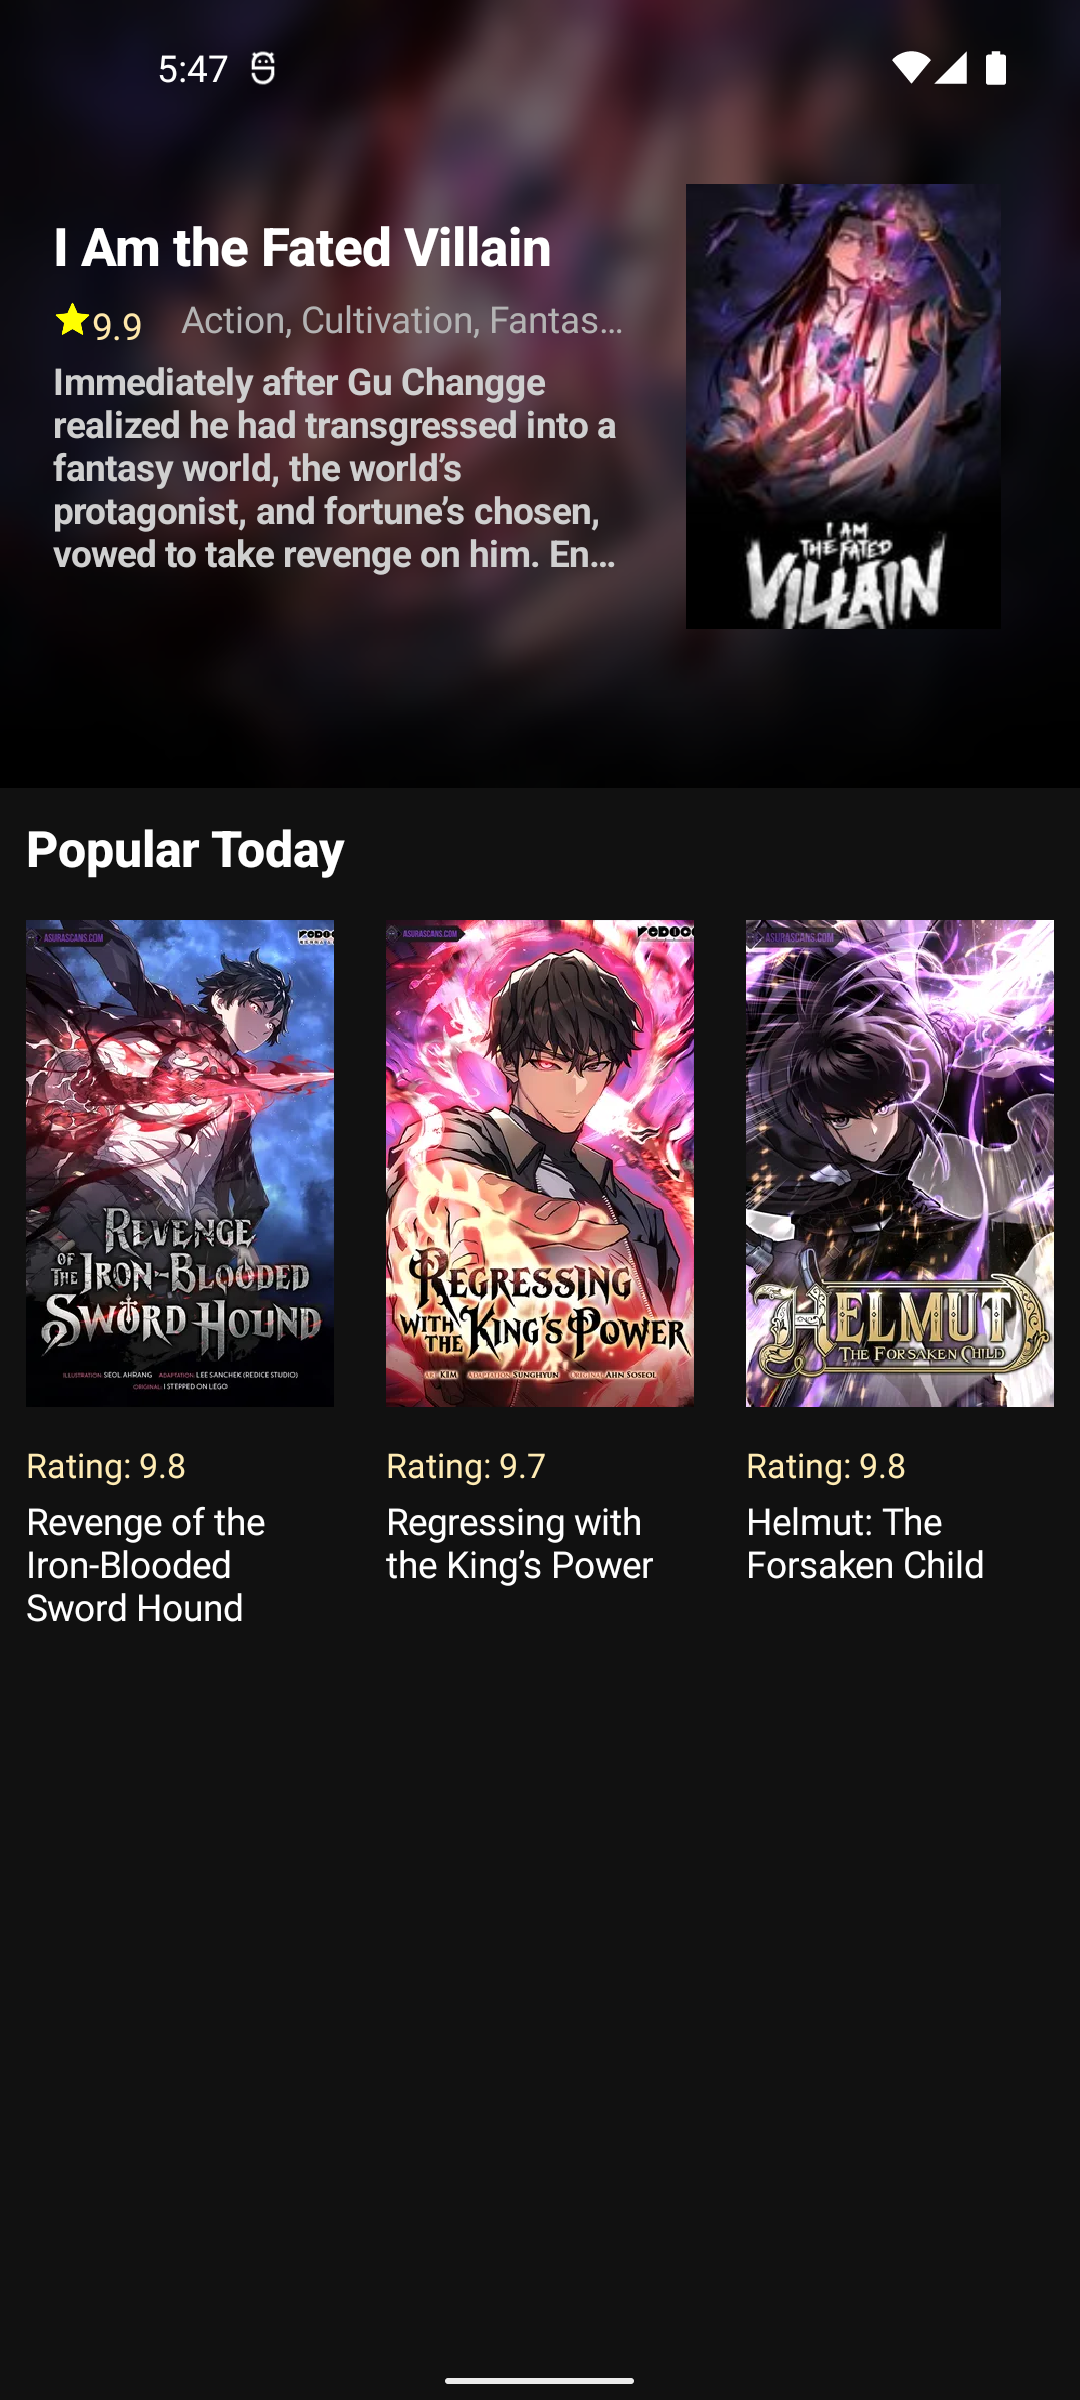 5:47
I Am the Fated Villain
9.9 Action, Cultivation, Fantas...
Immediately after Gu Changge
realized he had transgressed into a
fantasy world, the world’s
protagonist, and fortune’s chosen,
vowed to take revenge on him. En...
I AM
THE FATED
VILLAIN
Popular Today
ASURASCANS.COM
REVENGE
OF
THE IRON-BLOODED
SWORD HOUND
ILLUSTRATION: SEOL AHRANG ADAPTATION: LEE SANCHEK (REDICE STUDIO)
ORIGINAL: I STEPPED ON LEGO
ASURASCANS.COM
REGRESSING
WITH
THE KING'S POWER
ART KIM ADAPTATION SUNGHYUN ORIGINAL AHN SOSEOL
ASURASCANS.COM
HELMUT
THE FORSAKEN CHILD
Rating: 9.8
Revenge of the
Iron-Blooded
Sword Hound
Rating: 9.7
Regressing with
the King’s Power
Rating: 9.8
Helmut: The
Forsaken Child